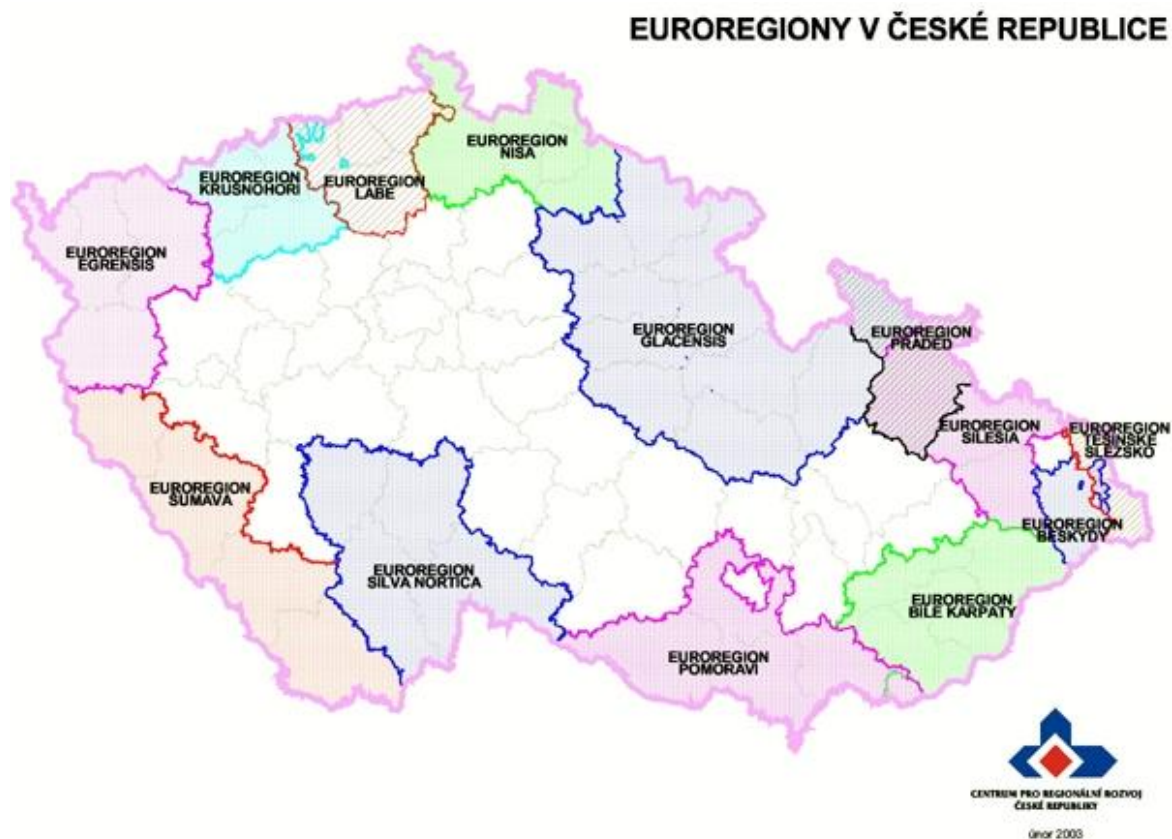 EUROREGIONY V ČESKÉ REPUBLICE
EUROREGION
NISA
EUROREGION
KRUSNOHORI
EUROREGION
LABE
EUROREGION
EGRENSIS
EUROREGION
GLACENSIS
EUROREGION
PRADED
EUROREGION
SILESIA
EUROREGION
TESINSKE
SLEZSKO
EUROREGION
SUMAVA
EUROREGION
BESKYDY
EUROREGION
SILVA NORTICA
EUROREGION
BILE KARPATY
EUROREGION
POMORAVI
CENTRUM PRO REGIONÁLNÍ ROZVOJ
ČESKÉ REPUBLIKY
únor 2003